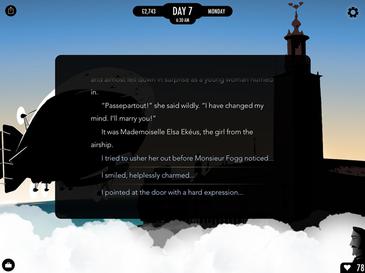 £2,743
DAY 7
MONDAY
6:30 AM
and almost fell down in surprise as a young woman rushed
in.
"Passepartout!" she said wildly. "I have changed my
mind. I'll marry you!"
It was Mademoiselle Elsa Ekéus, the girl from the
airship.
I tried to usher her out before Monsieur Fogg noticed...
I smiled, helplessly charmed...
I pointed at the door with a hard expression...
78